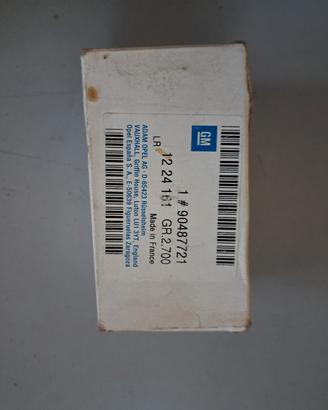 GM
1 # 90487721
12 24 161 GR.2.700
LR
Made in France
ADAM OPEL AG - D-65423 Rüsselsheim
VAUXHALL, Griffin House, Luton LU1 3YT, England
Opel España S. A., E-50639 Figueruelas Zaragoza